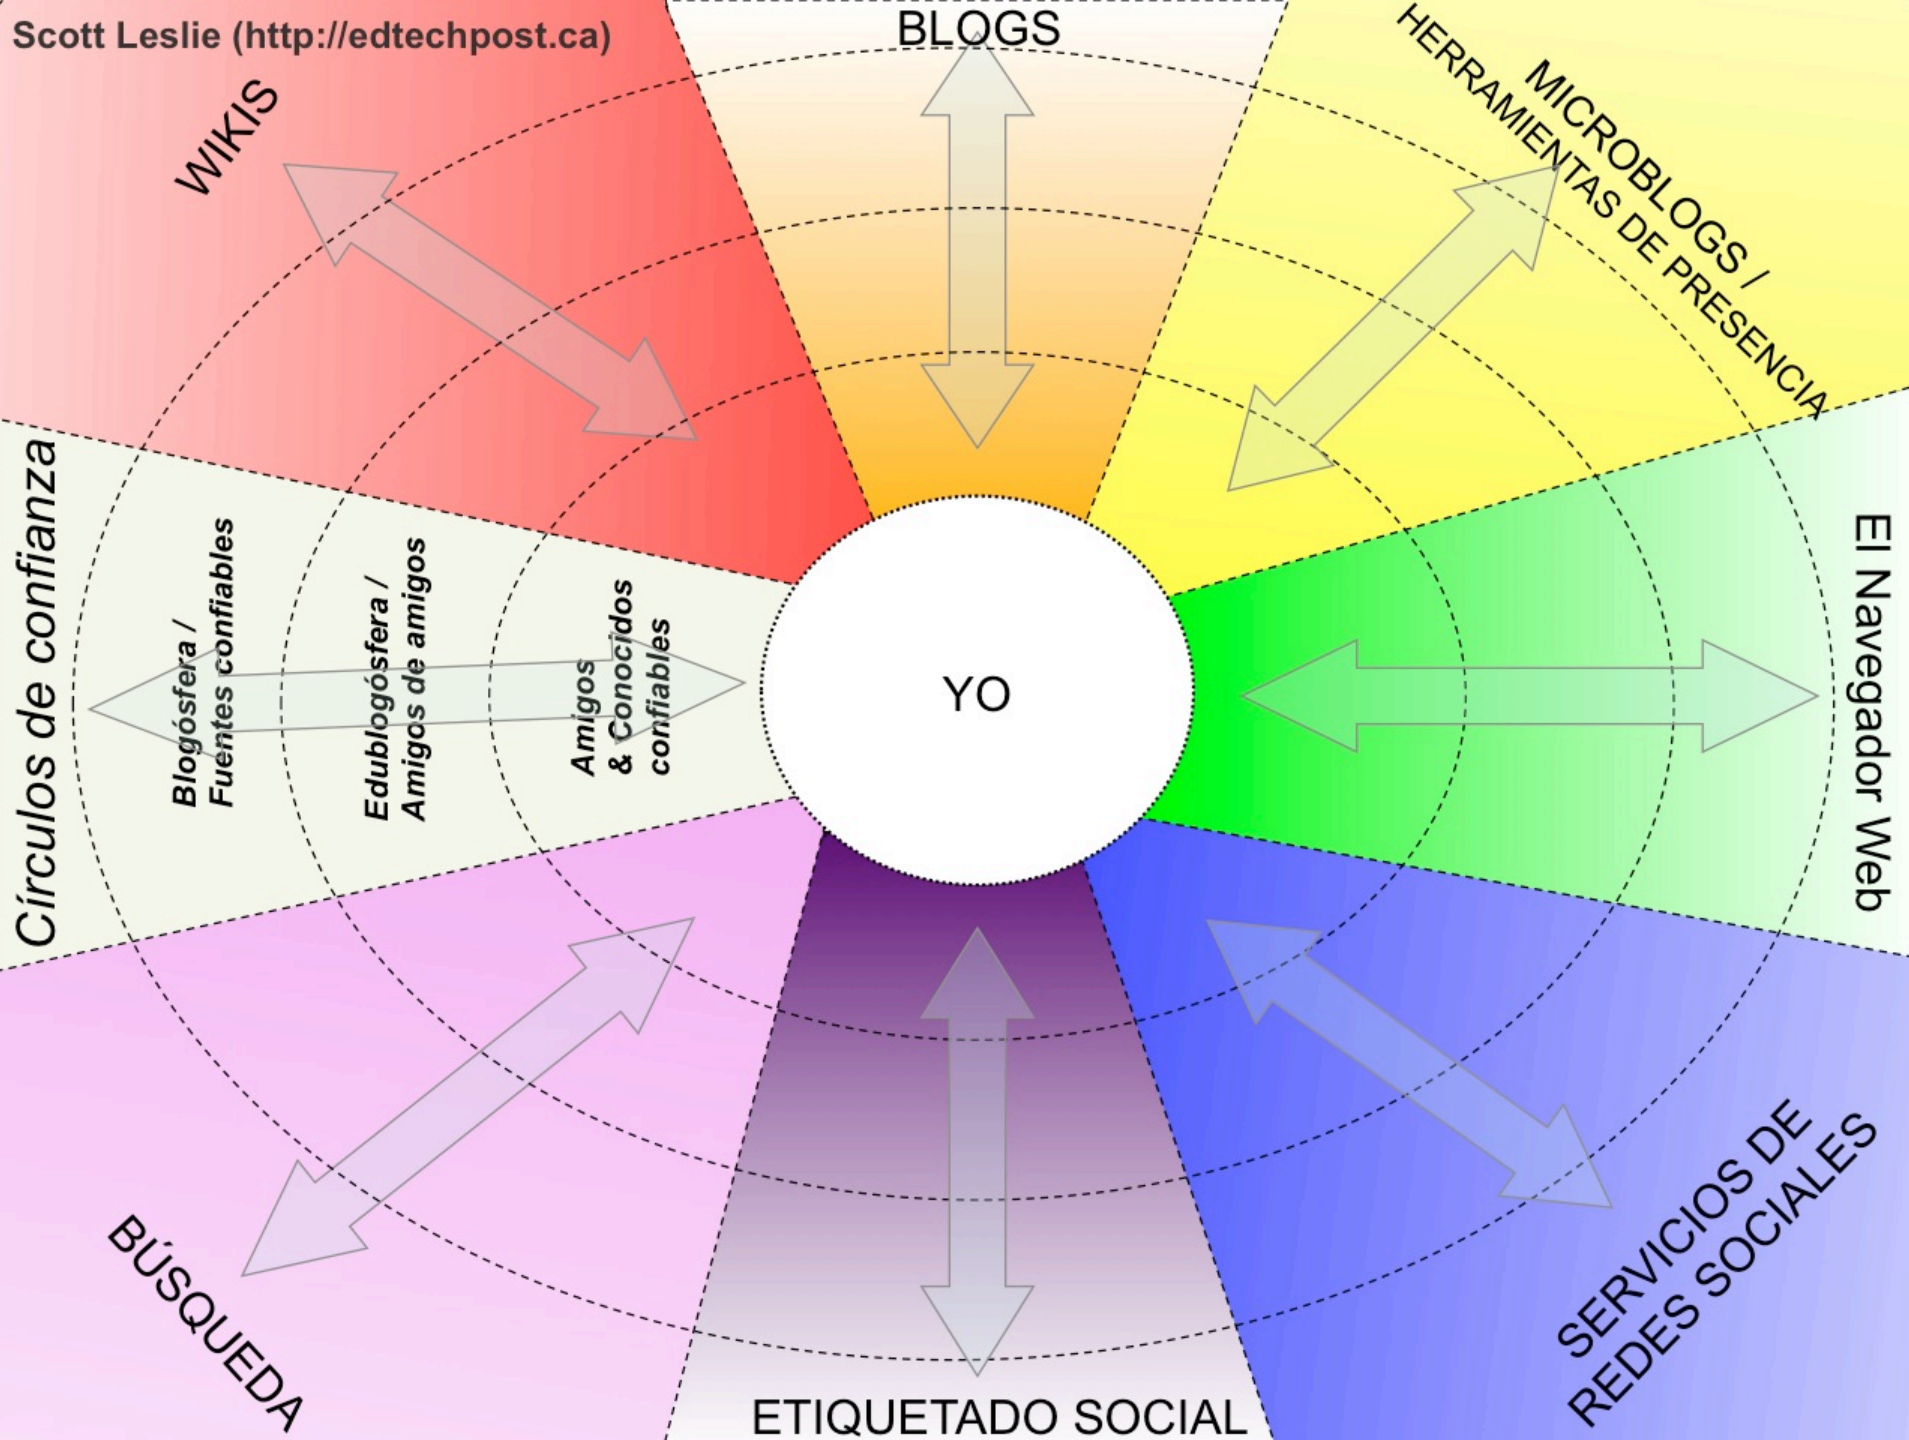 Scott Leslie (http://edtechpost.ca)
BLOGS
MICROBLOGS /
HERRAMIENTAS DE PRESENCIA
WIKIS
Círculos de confianza
Blogósfera /
Fuentes confiables
Edublogósfera /
Amigos de amigos
Amigos
& Conocidos
confiables
YO
El Navegador Web
BÚSQUEDA
ETIQUETADO SOCIAL
SERVICIOS DE
REDES SOCIALES